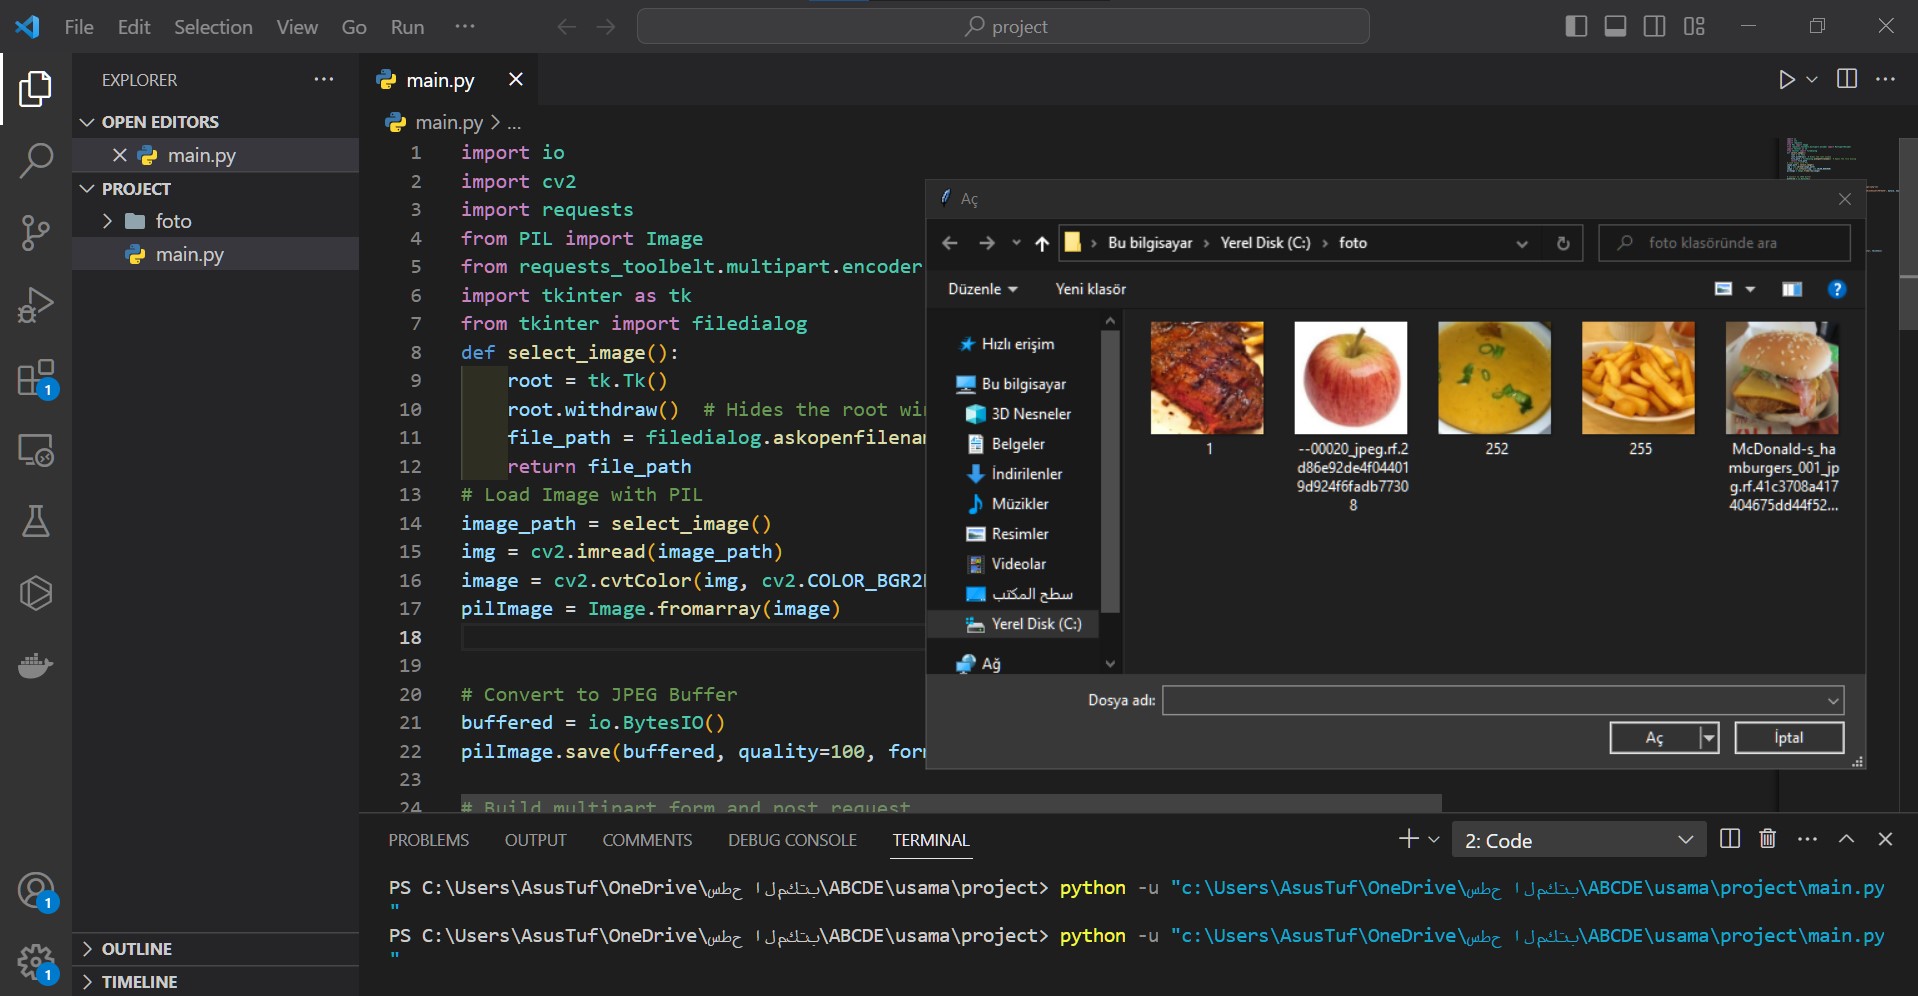 File Edit Selection View Go Run ...
project
EXPLORER ...
OPEN EDITORS
main.py
PROJECT
foto
main.py
OUTLINE
TIMELINE
main.py
main.py > ...
1 import io
2 import cv2
3 import requests
4 from PIL import Image
5 from requests_toolbelt.multipart.encoder
6 import tkinter as tk
7 from tkinter import filedialog
8 def select_image():
9 root = tk.Tk()
10 root.withdraw() # Hides the root wi
11 file_path = filedialog.askopenfilena
12 return file_path
13 # Load Image with PIL
14 image_path = select_image()
15 img = cv2.imread(image_path)
16 image = cv2.cvtColor(img, cv2.COLOR_BGR2
17 pilImage = Image.fromarray(image)
18
19
20 # Convert to JPEG Buffer
21 buffered = io.BytesIO()
22 pilImage.save(buffered, quality=100, for
23
24 # Build multipart form and post request
Aç
Bu bilgisayar > Yerel Disk (C:) > foto
foto klasöründe ara
Düzenle
Yeni klasör
Hızlı erişim
Bu bilgisayar
3D Nesneler
Belgeler
İndirilenler
Müzikler
Resimler
Videolar
سطح المكتب
Yerel Disk (C:)
Ağ
1
--00020_jpeg.rf.2
d86e92de4f04401
9d924f6fadb7730
8
252
255
McDonald-s_ha
mburgers_001_jp
g.rf.41c3708a417
404675dd44f52...
Dosya adı:
Aç
İptal
PROBLEMS OUTPUT COMMENTS DEBUG CONSOLE TERMINAL
2: Code
PS C:\Users\AsusTuf\OneDrive\سطح المكتب\ABCDE\usama\project> python -u "c:\Users\AsusTuf\OneDrive\سطح المكتب\ABCDE\usama\project\main.py
"
PS C:\Users\AsusTuf\OneDrive\سطح المكتب\ABCDE\usama\project> python -u "c:\Users\AsusTuf\OneDrive\سطح المكتب\ABCDE\usama\project\main.py
"
1
1
1